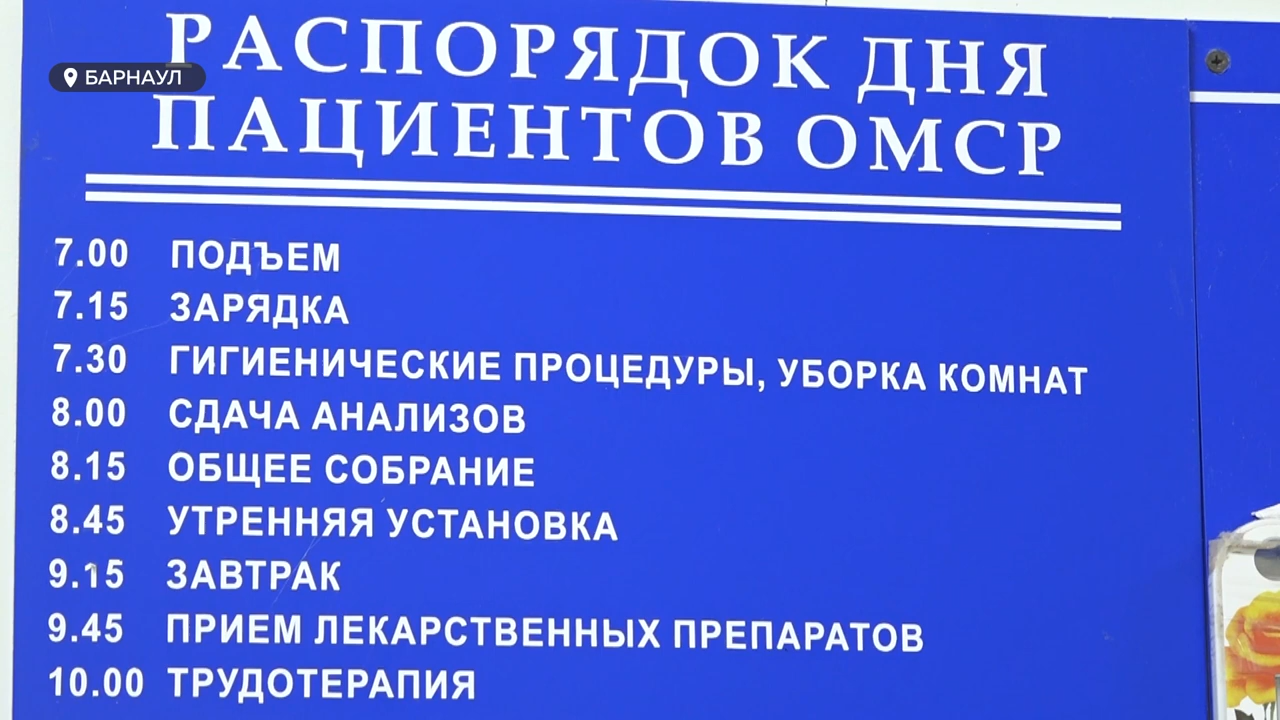 РАСПОРЯДОК ДНЯ
БАРНАУЛ
ПАЦИЕНТОВ ОМСР
7.00 ПОДЪЕМ
7.15 ЗАРЯДКА
7.30 ГИГИЕНИЧЕСКИЕ ПРОЦЕДУРЫ, УБОРКА КОМНАТ
8.00 СДАЧА АНАЛИЗОВ
8.15 ОБЩЕЕ СОБРАНИЕ
8.45 УТРЕННЯЯ УСТАНОВКА
9.15 ЗАВТРАК
9.45 ПРИЕМ ЛЕКАРСТВЕННЫХ ПРЕПАРАТОВ
10.00 ТРУДОТЕРАПИЯ